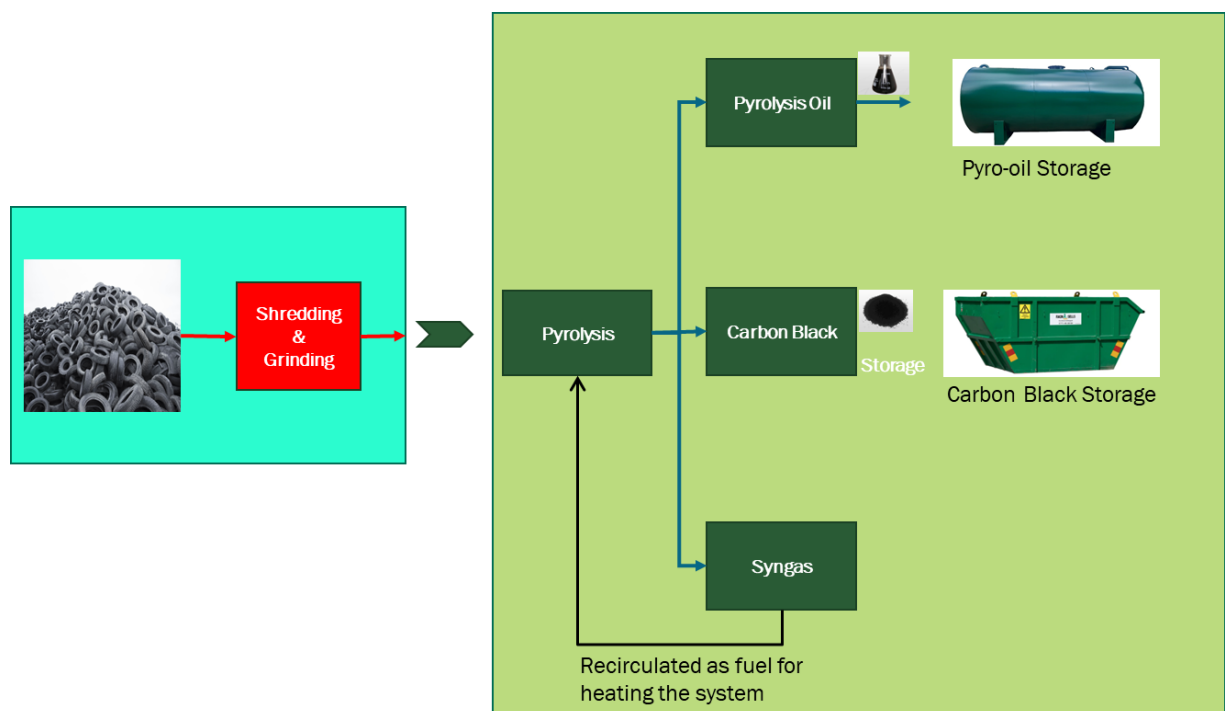 Shredding
&
Grinding
Pyrolysis
Pyrolysis Oil
Pyro-oil Storage
Carbon Black
Storage
Carbon Black Storage
Syngas
Recirculated as fuel for
heating the system